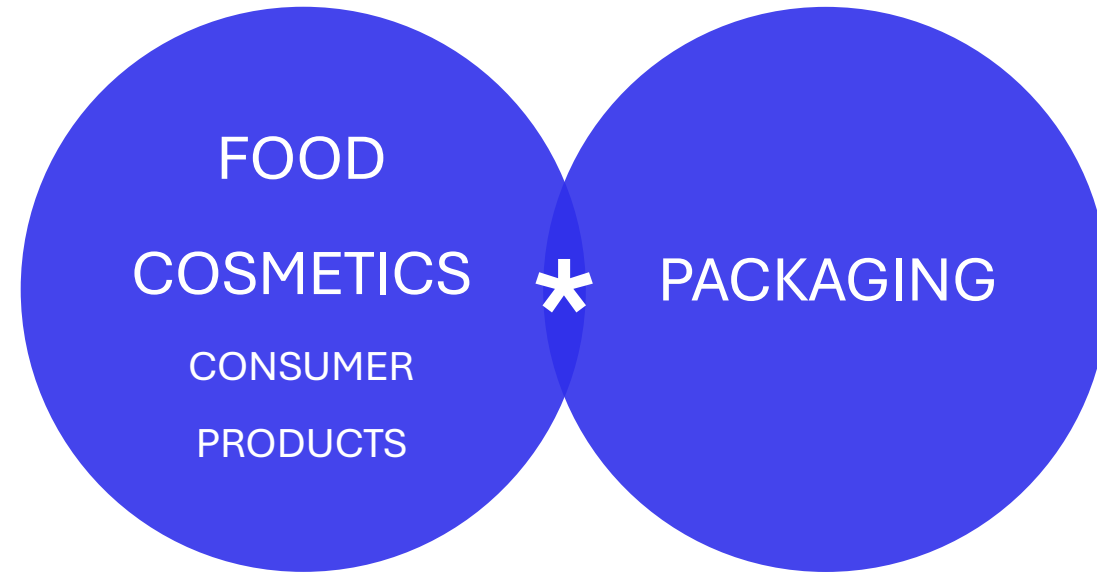 FOOD
COSMETICS
CONSUMER
PRODUCTS
*
PACKAGING